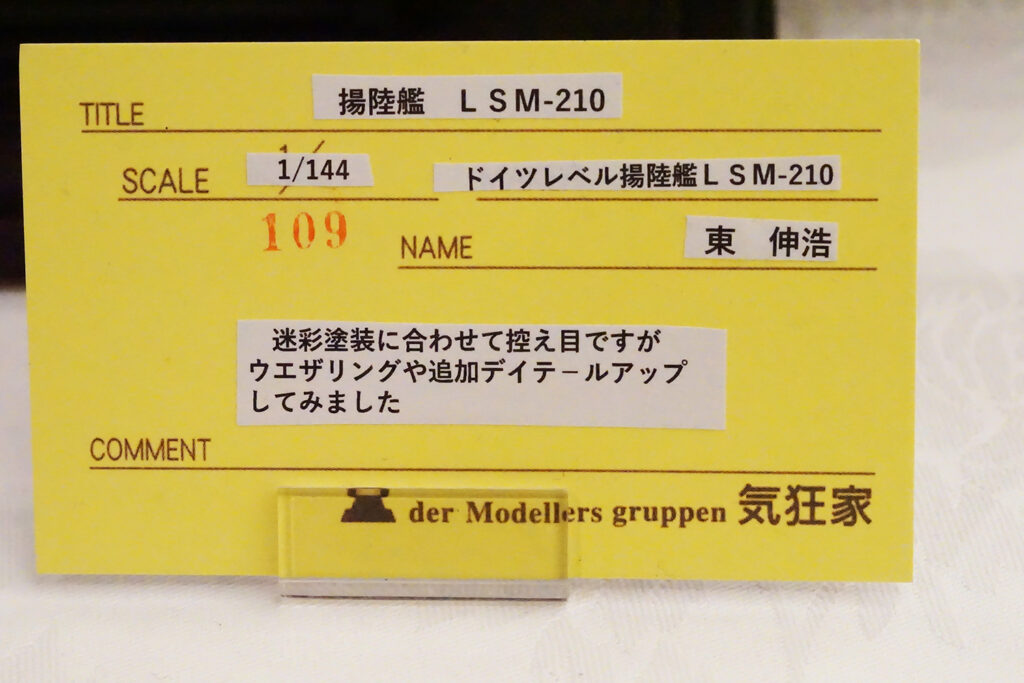 TITLE 揚陸艦 LSM-210
SCALE 1/144 ドイツレベル揚陸艦LSM-210
109
NAME 東 伸浩
迷彩塗装に合わせて控え目ですが
ウエザリングや追加デイテ−ルアップ
してみました
COMMENT
der Modellers gruppen 気狂家